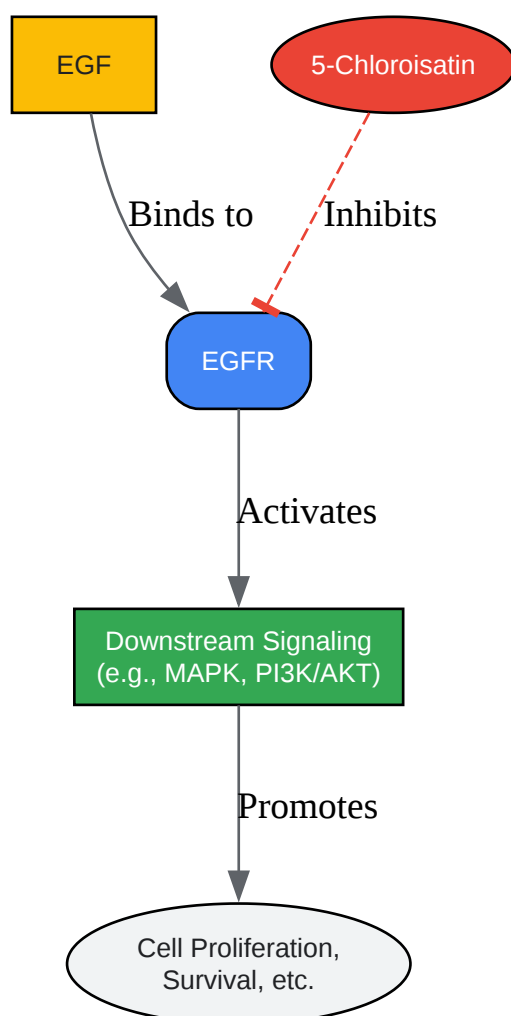 EGF
5-Chloroisatin
Binds to
Inhibits
EGFR
Activates
Downstream Signaling
(e.g., MAPK, PI3K/AKT)
Promotes
Cell Proliferation,
Survival, etc.